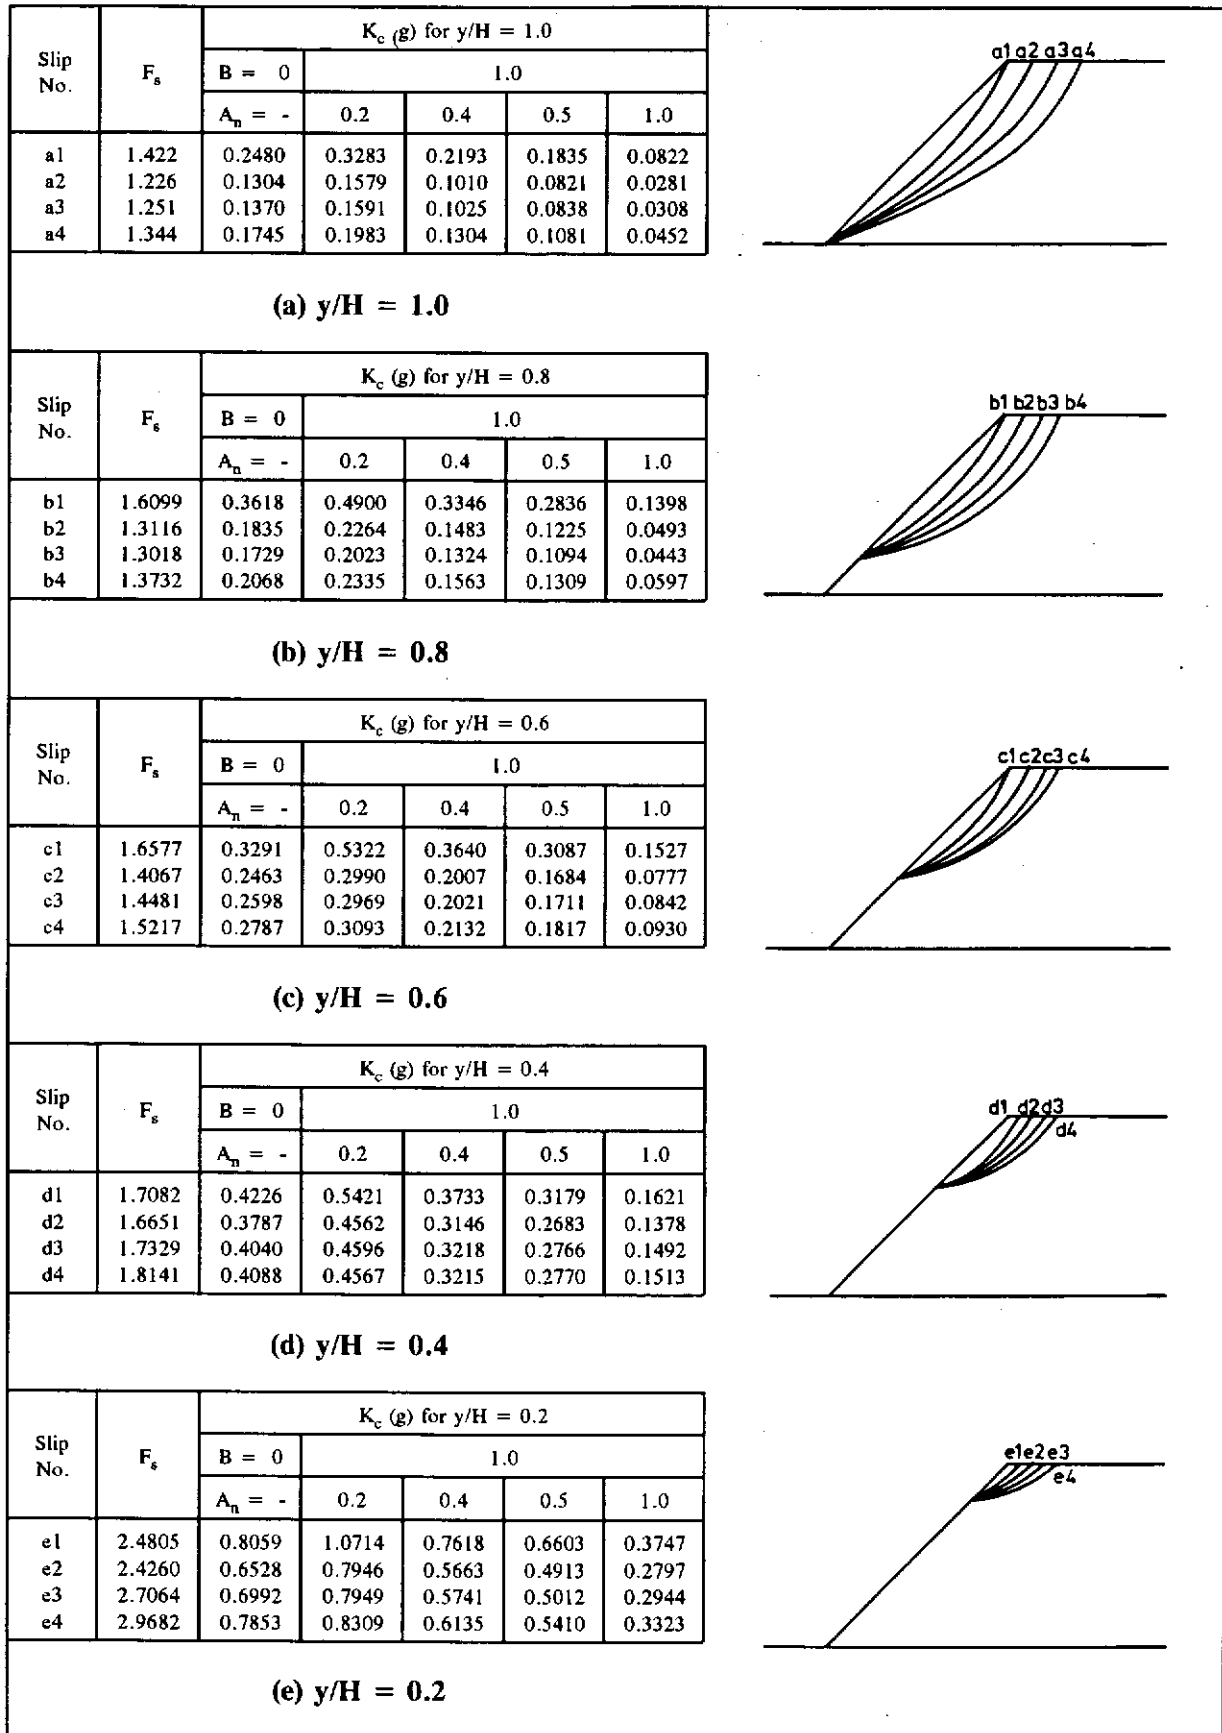 Slip No. F_s K_c (g) for y/H = 1.0
B = 0 1.0
A_n = - 0.2 0.4 0.5 1.0
a1 1.422 0.2480 0.3283 0.2193 0.1835 0.0822
a2 1.226 0.1304 0.1579 0.1010 0.0821 0.0281
a3 1.251 0.1370 0.1591 0.1025 0.0838 0.0308
a4 1.344 0.1745 0.1983 0.1304 0.1081 0.0452
a1 a2 a3 a4
(a) y/H = 1.0
Slip No. F_s K_c (g) for y/H = 0.8
B = 0 1.0
A_n = - 0.2 0.4 0.5 1.0
b1 1.6099 0.3618 0.4900 0.3346 0.2836 0.1398
b2 1.3116 0.1835 0.2264 0.1483 0.1225 0.0493
b3 1.3018 0.1729 0.2023 0.1324 0.1094 0.0443
b4 1.3732 0.2068 0.2335 0.1563 0.1309 0.0597
b1 b2 b3 b4
(b) y/H = 0.8
Slip No. F_s K_c (g) for y/H = 0.6
B = 0 1.0
A_n = - 0.2 0.4 0.5 1.0
c1 1.6577 0.3291 0.5322 0.3640 0.3087 0.1527
c2 1.4067 0.2463 0.2990 0.2007 0.1684 0.0777
c3 1.4481 0.2598 0.2969 0.2021 0.1711 0.0842
c4 1.5217 0.2787 0.3093 0.2132 0.1817 0.0930
c1 c2 c3 c4
(c) y/H = 0.6
Slip No. F_s K_c (g) for y/H = 0.4
B = 0 1.0
A_n = - 0.2 0.4 0.5 1.0
d1 1.7082 0.4226 0.5421 0.3733 0.3179 0.1621
d2 1.6651 0.3787 0.4562 0.3146 0.2683 0.1378
d3 1.7329 0.4040 0.4596 0.3218 0.2766 0.1492
d4 1.8141 0.4088 0.4567 0.3215 0.2770 0.1513
d1 d2 d3
d4
(d) y/H = 0.4
Slip No. F_s K_c (g) for y/H = 0.2
B = 0 1.0
A_n = - 0.2 0.4 0.5 1.0
e1 2.4805 0.8059 1.0714 0.7618 0.6603 0.3747
e2 2.4260 0.6528 0.7946 0.5663 0.4913 0.2797
e3 2.7064 0.6992 0.7949 0.5741 0.5012 0.2944
e4 2.9682 0.7853 0.8309 0.6135 0.5410 0.3323
e1 e2 e3
e4
(e) y/H = 0.2